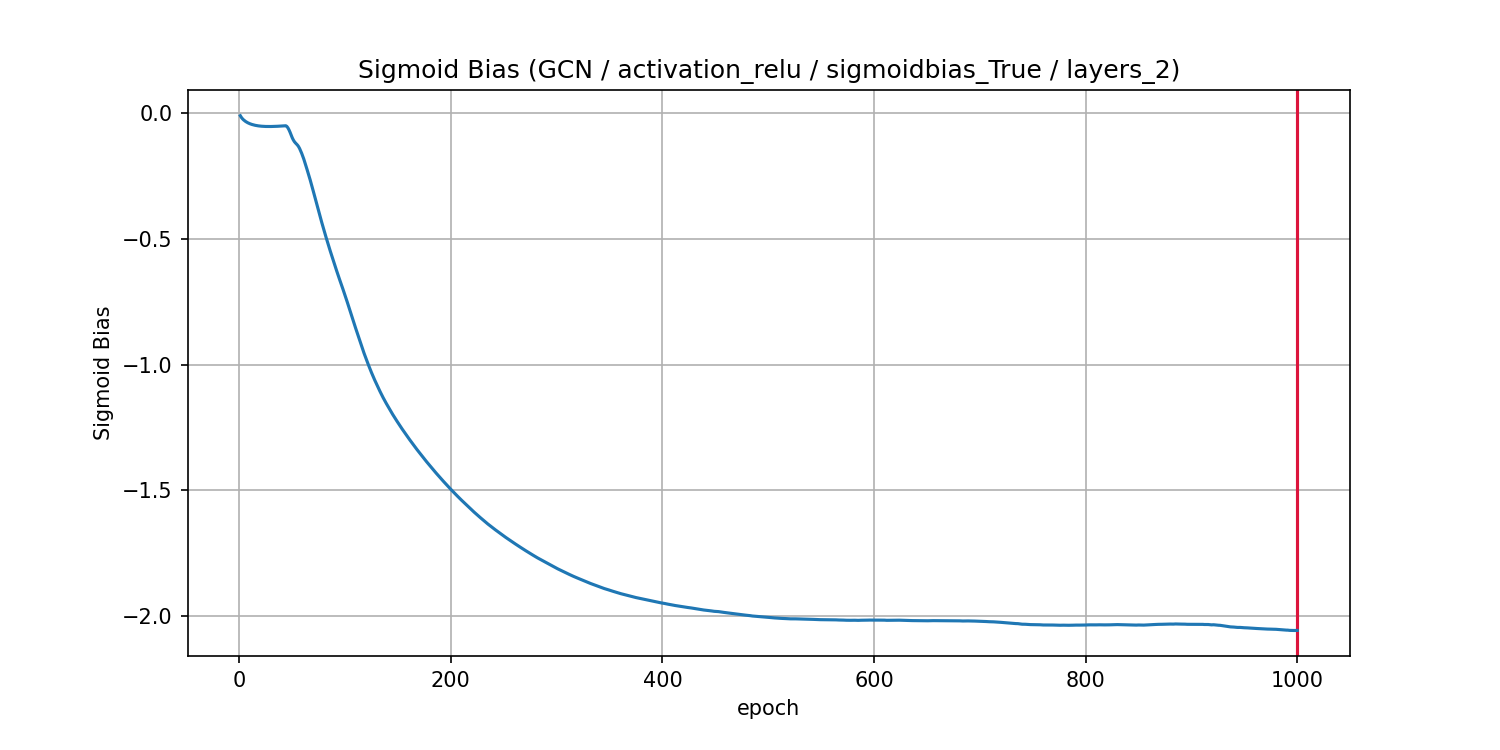 Sigmoid Bias (GCN / activation_relu / sigmoidbias_True / layers_2)
Sigmoid Bias
0.0
−0.5
−1.0
−1.5
−2.0
0 200 400 600 800 1000
epoch